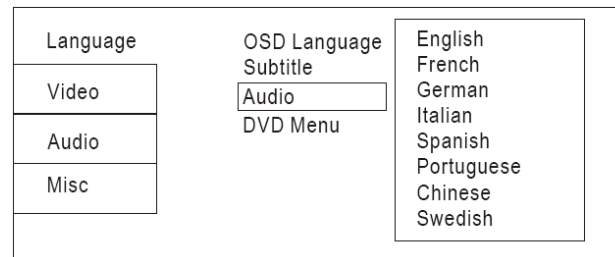 Language
Video
Audio
Misc
OSD Language
Subtitle
Audio
DVD Menu
English
French
German
Italian
Spanish
Portuguese
Chinese
Swedish